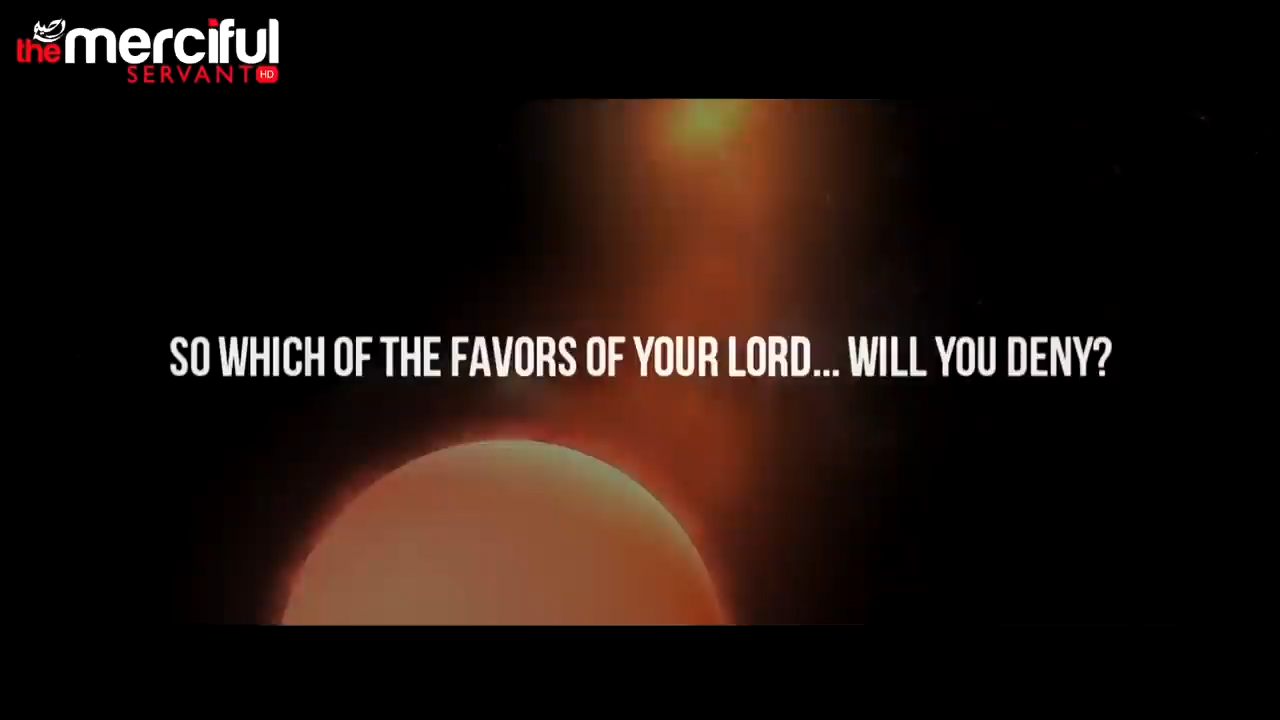 the merciful
SERVANT HD
SO WHICH OF THE FAVORS OF YOUR LORD... WILL YOU DENY?